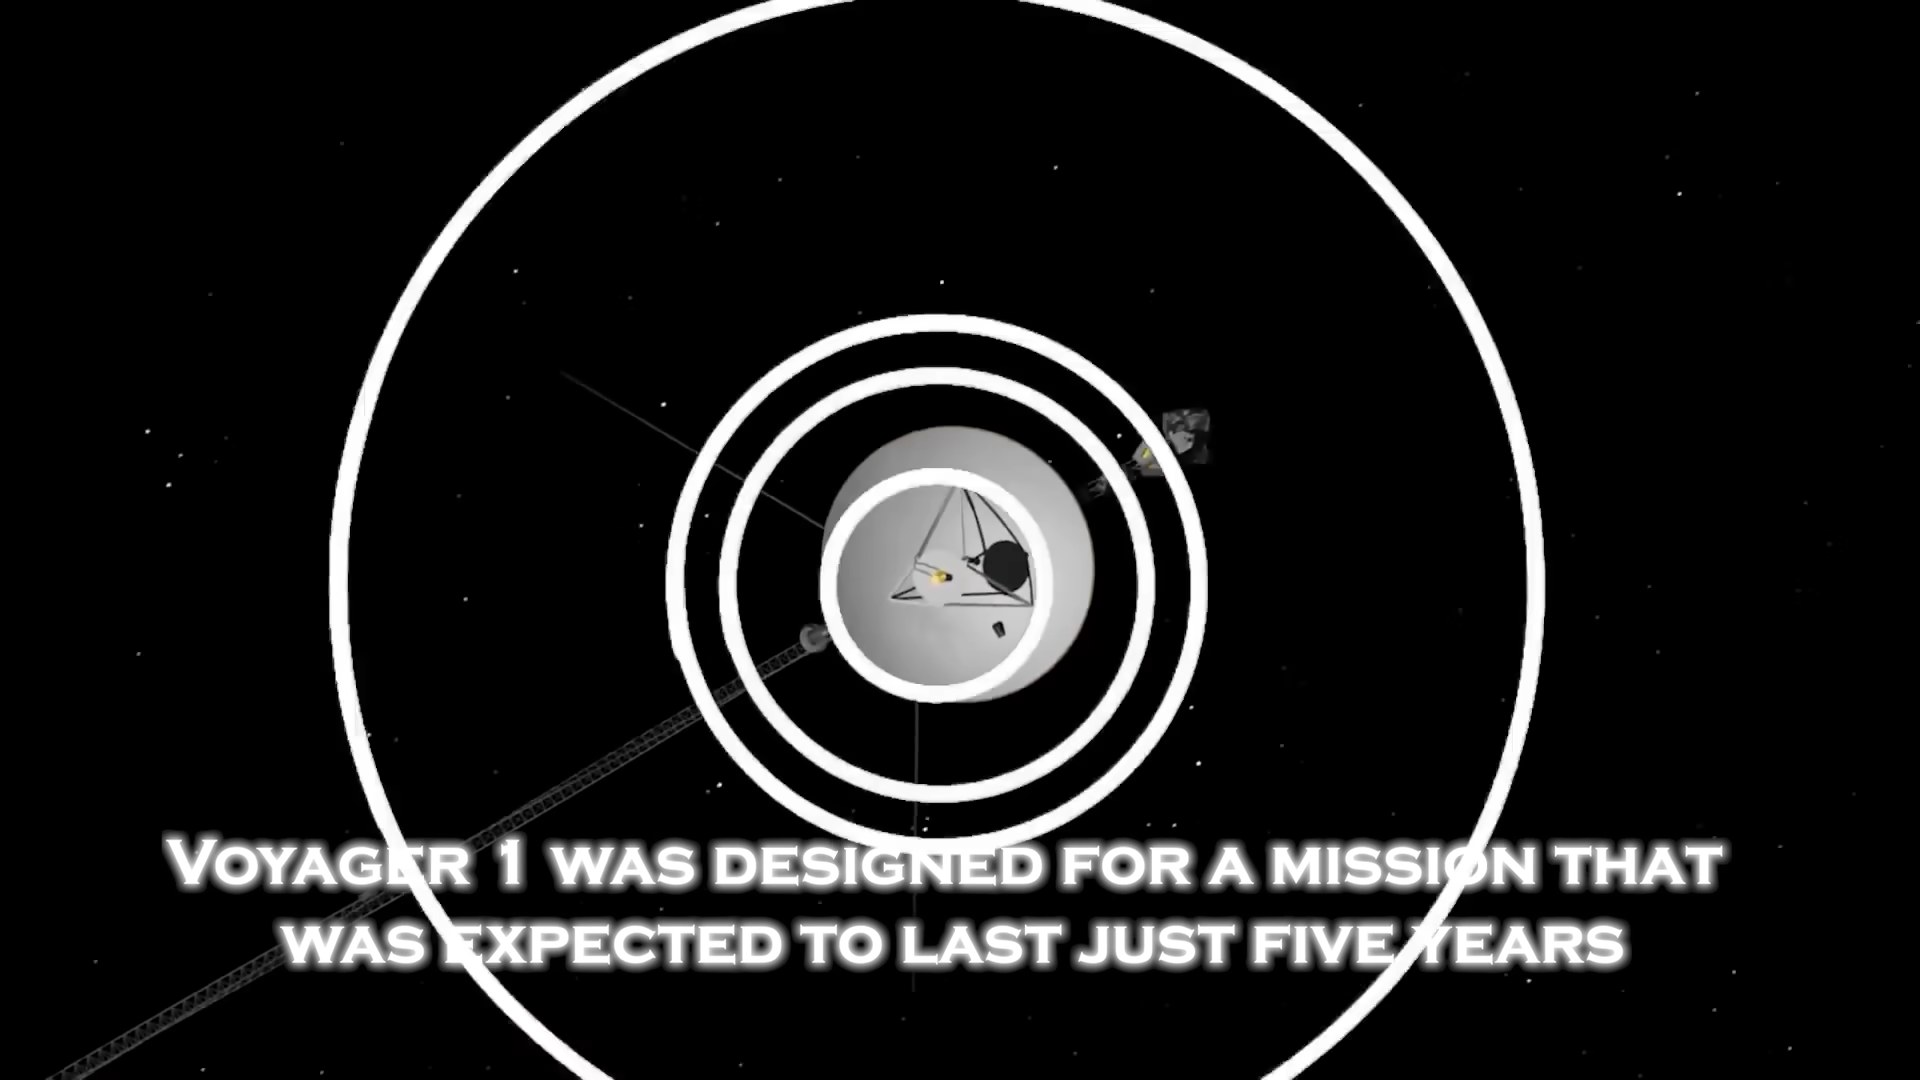 Voyager 1 was designed for a mission that
was expected to last just five years